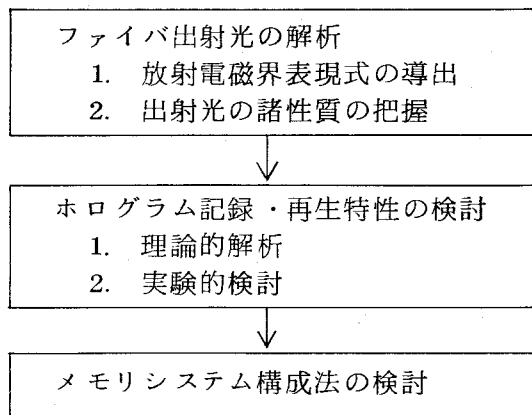 ファイバ出射光の解析
1. 放射電磁界表現式の導出
2. 出射光の諸性質の把握
ホログラム記録・再生特性の検討
1. 理論的解析
2. 実験的検討
メモリシステム構成法の検討